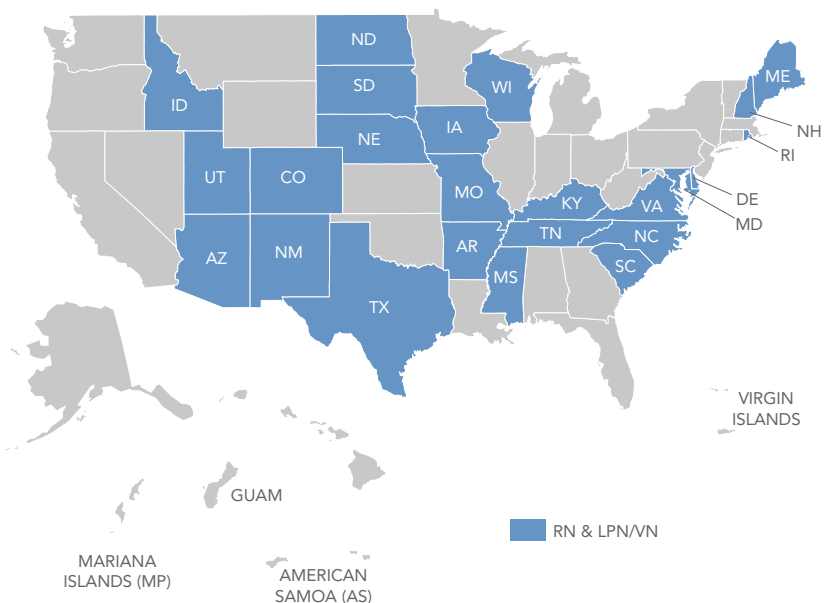 ND
ME
ID
SD
WI
NH
NE
IA
RI
UT
CO
MO
KY
VA
DE
MD
AZ
NM
AR
TN
NC
SC
MS
TX
VIRGIN
ISLANDS
GUAM
RN & LPN/VN
MARIANA
ISLANDS (MP)
AMERICAN
SAMOA (AS)